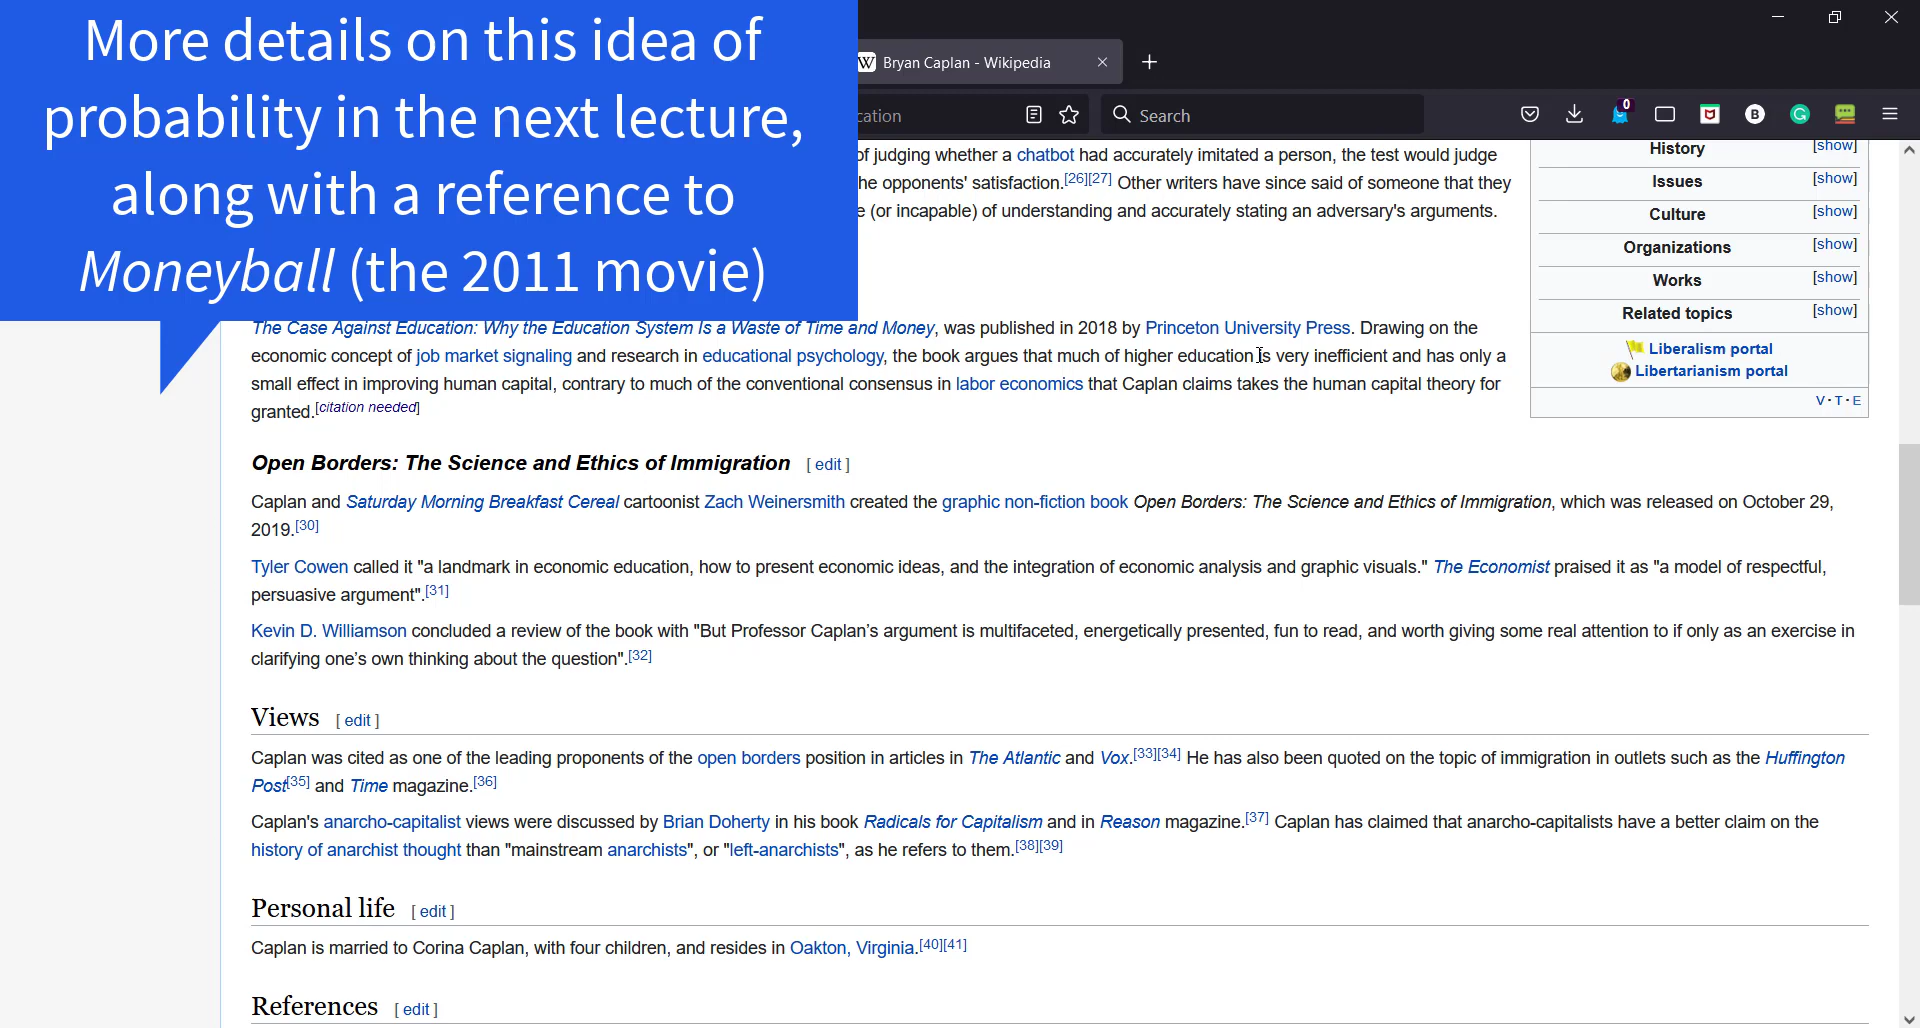 More details on this idea of
probability in the next lecture,
along with a reference to
Moneyball (the 2011 movie)
W Bryan Caplan - Wikipedia
cation
Search
0
B
G
of judging whether a chatbot had accurately imitated a person, the test would judge
he opponents' satisfaction.[26][27] Other writers have since said of someone that they
e (or incapable) of understanding and accurately stating an adversary's arguments.
The Case Against Education: Why the Education System Is a Waste of Time and Money, was published in 2018 by Princeton University Press. Drawing on the
economic concept of job market signaling and research in educational psychology, the book argues that much of higher education is very inefficient and has only a
small effect in improving human capital, contrary to much of the conventional consensus in labor economics that Caplan claims takes the human capital theory for
granted.[citation needed]
History [show]
Issues [show]
Culture [show]
Organizations [show]
Works [show]
Related topics [show]
Liberalism portal
Libertarianism portal
V · T · E
Open Borders: The Science and Ethics of Immigration [ edit ]
Caplan and Saturday Morning Breakfast Cereal cartoonist Zach Weinersmith created the graphic non-fiction book Open Borders: The Science and Ethics of Immigration, which was released on October 29,
2019.[30]
Tyler Cowen called it "a landmark in economic education, how to present economic ideas, and the integration of economic analysis and graphic visuals." The Economist praised it as "a model of respectful,
persuasive argument".[31]
Kevin D. Williamson concluded a review of the book with "But Professor Caplan's argument is multifaceted, energetically presented, fun to read, and worth giving some real attention to if only as an exercise in
clarifying one's own thinking about the question".[32]
Views [ edit ]
Caplan was cited as one of the leading proponents of the open borders position in articles in The Atlantic and Vox.[33][34] He has also been quoted on the topic of immigration in outlets such as the Huffington
Post[35] and Time magazine.[36]
Caplan's anarcho-capitalist views were discussed by Brian Doherty in his book Radicals for Capitalism and in Reason magazine.[37] Caplan has claimed that anarcho-capitalists have a better claim on the
history of anarchist thought than "mainstream anarchists", or "left-anarchists", as he refers to them.[38][39]
Personal life [ edit ]
Caplan is married to Corina Caplan, with four children, and resides in Oakton, Virginia.[40][41]
References [ edit ]